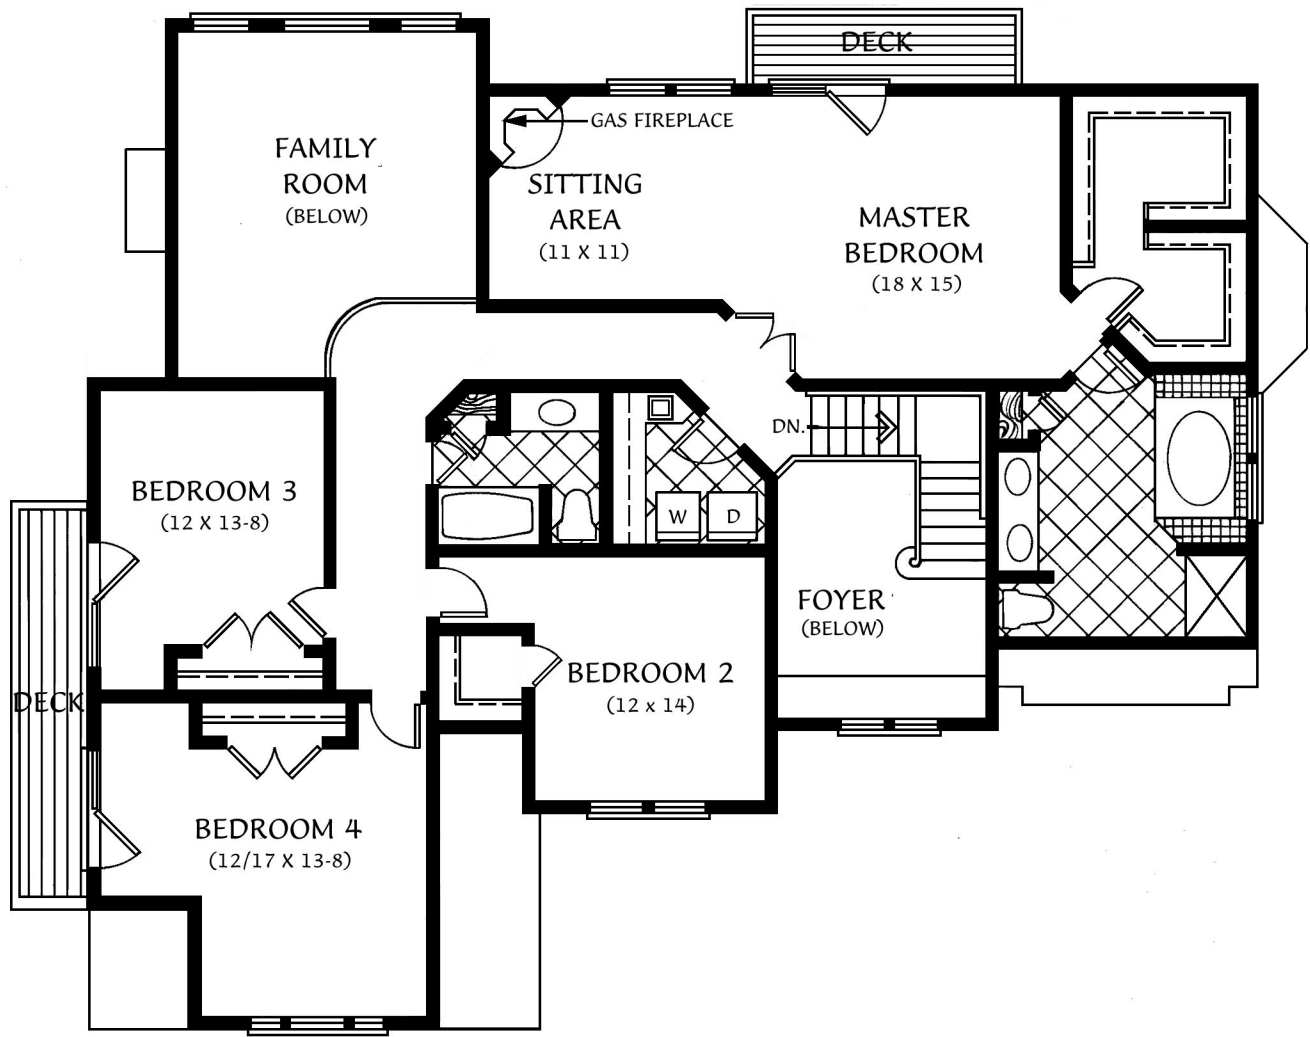 DECK
GAS FIREPLACE
FAMILY
ROOM
(BELOW)
SITTING
AREA
(11 X 11)
MASTER
BEDROOM
(18 X 15)
DN.
BEDROOM 3
(12 X 13-8)
W
D
FOYER
(BELOW)
BEDROOM 2
(12 x 14)
DECK
BEDROOM 4
(12/17 X 13-8)